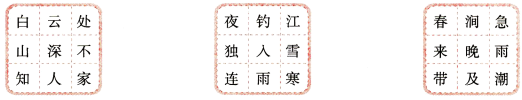 白 云 处
山 深 不
知 人 家
夜 钓 江
独 入 雪
连 雨 寒
春 涧 急
来 晚 雨
带 及 潮